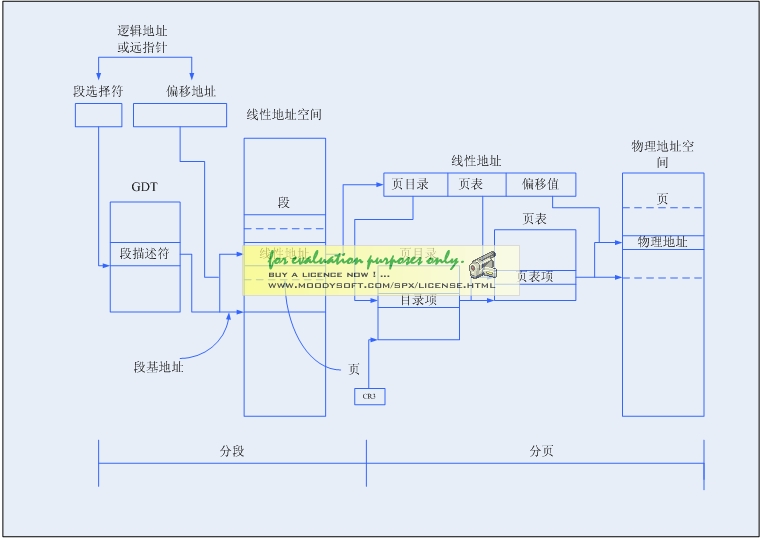 逻辑地址
或远指针
段选择符
偏移地址
线性地址空间
GDT
段描述符
段基地址
段
线性地址
页
线性地址
页目录
页表
偏移值
页目录
目录项
CR3
页表
页表项
物理地址空
间
页
物理地址
for evaluation purposes only.
BUY A LICENCE NOW ! ...
WWW.MOODYSOFT.COM/SPX/LICENSE.HTML
分段
分页